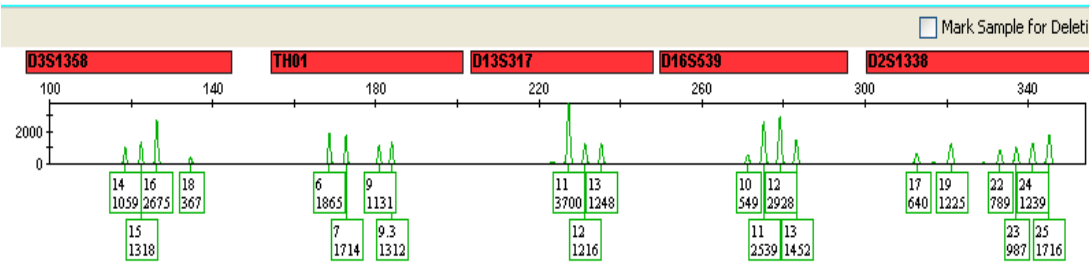 Mark Sample for Deleti
D3S1358 TH01 D13S317 D16S539 D2S1338
100 140 180 220 260 300 340
2000
0
14 16 18 6 9 11 13 10 12 17 19 22 24
1059 2675 367 1865 1131 3700 1248 549 2928 640 1225 789 1239
15 7 9.3 12 11 13 23 25
1318 1714 1312 1216 2539 1452 987 1716